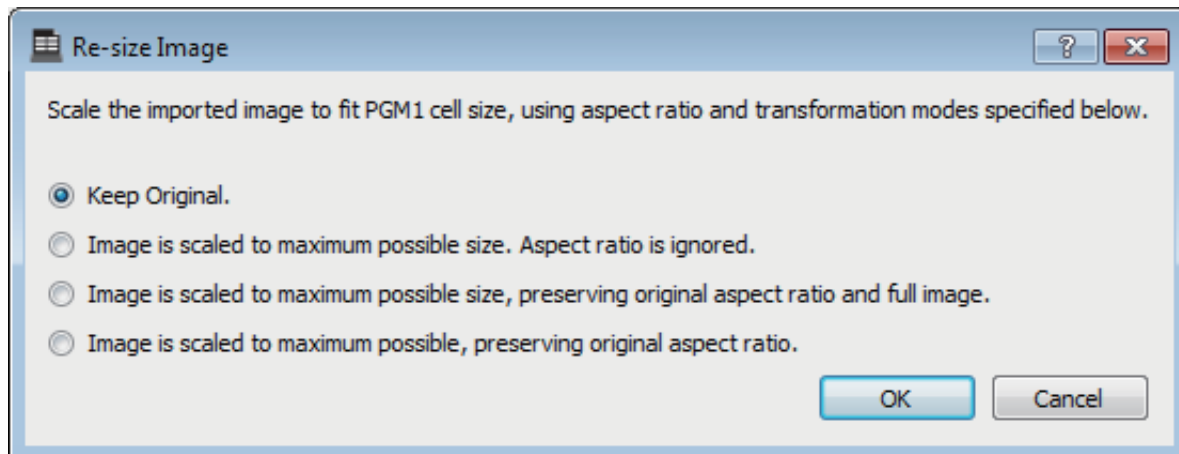 Re-size Image
Scale the imported image to fit PGM1 cell size, using aspect ratio and transformation modes specified below.
Keep Original.
Image is scaled to maximum possible size. Aspect ratio is ignored.
Image is scaled to maximum possible size, preserving original aspect ratio and full image.
Image is scaled to maximum possible, preserving original aspect ratio.
OK Cancel